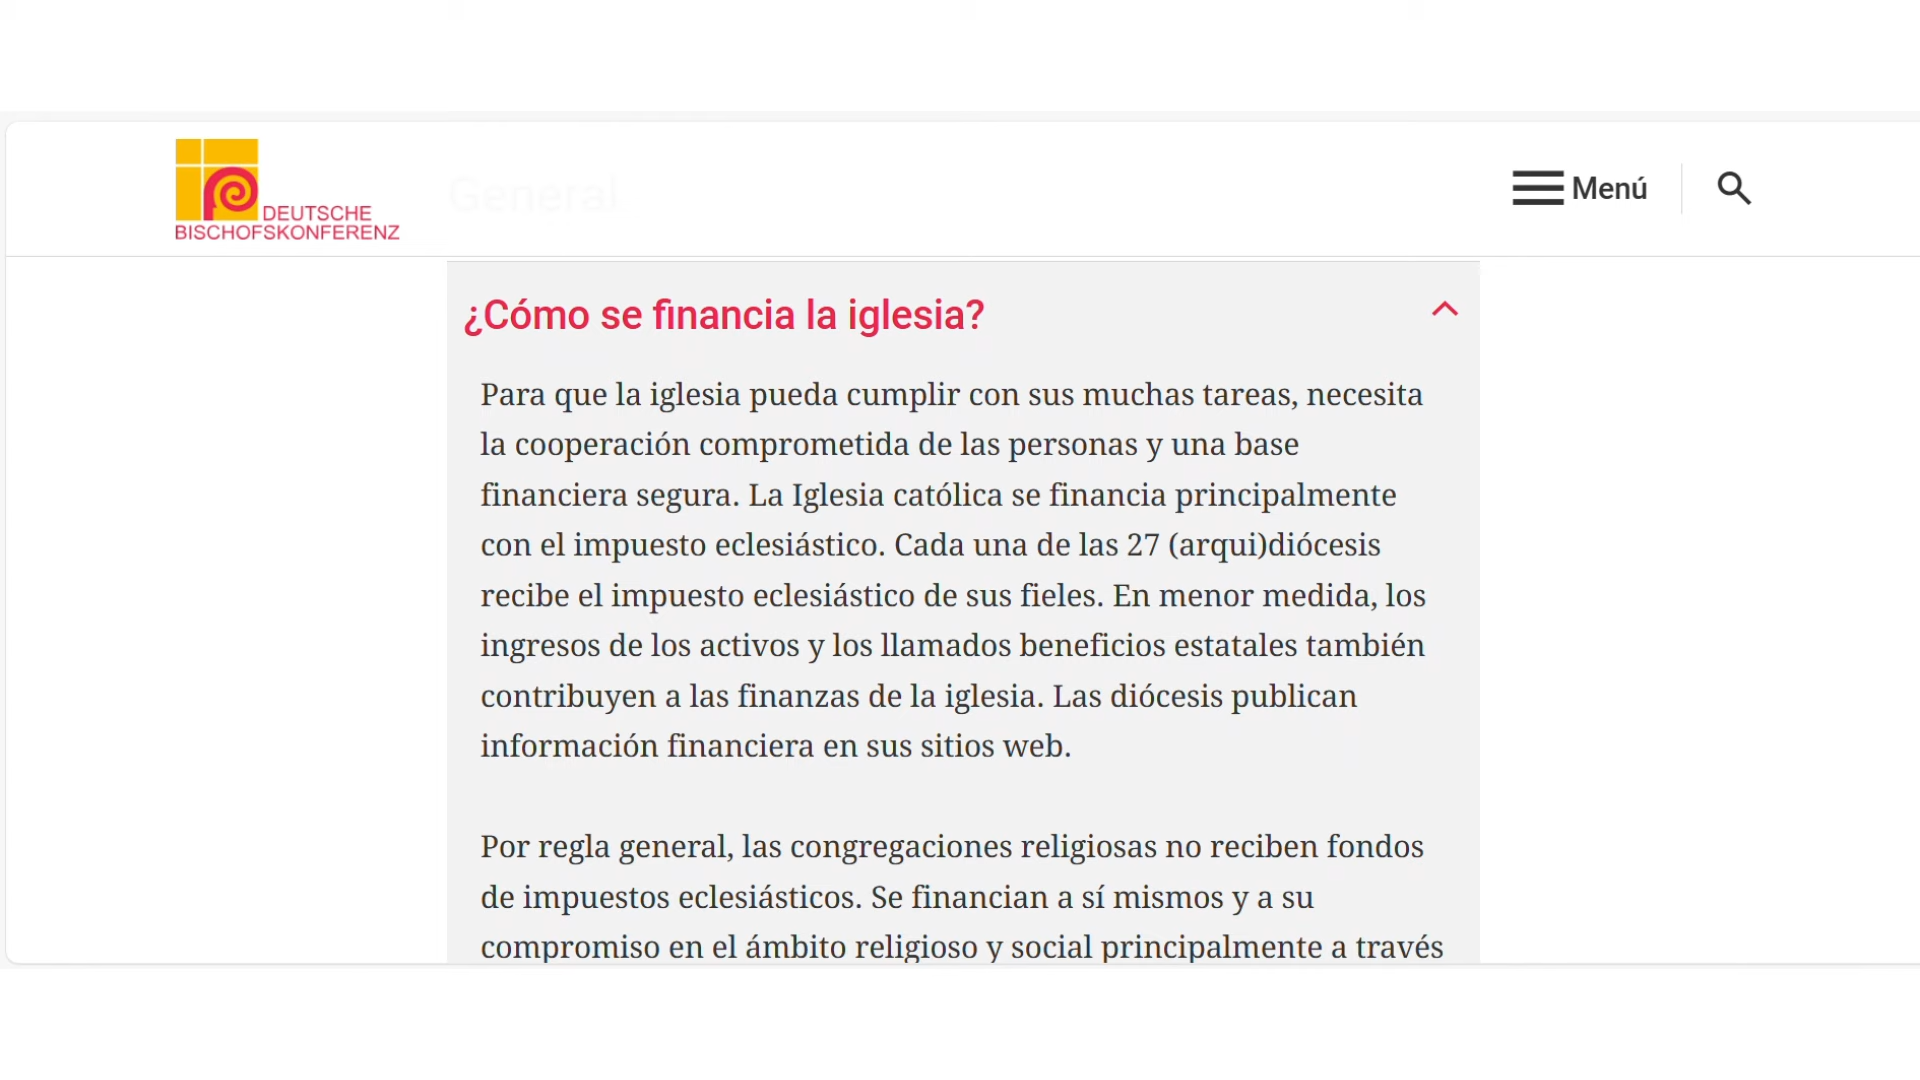 DEUTSCHE
BISCHOFSKONFERENZ
General
Menú
¿Cómo se financia la iglesia?
Para que la iglesia pueda cumplir con sus muchas tareas, necesita
la cooperación comprometida de las personas y una base
financiera segura. La Iglesia católica se financia principalmente
con el impuesto eclesiástico. Cada una de las 27 (arqui)diócesis
recibe el impuesto eclesiástico de sus fieles. En menor medida, los
ingresos de los activos y los llamados beneficios estatales también
contribuyen a las finanzas de la iglesia. Las diócesis publican
información financiera en sus sitios web.
Por regla general, las congregaciones religiosas no reciben fondos
de impuestos eclesiásticos. Se financian a sí mismos y a su
compromiso en el ámbito religioso y social principalmente a través